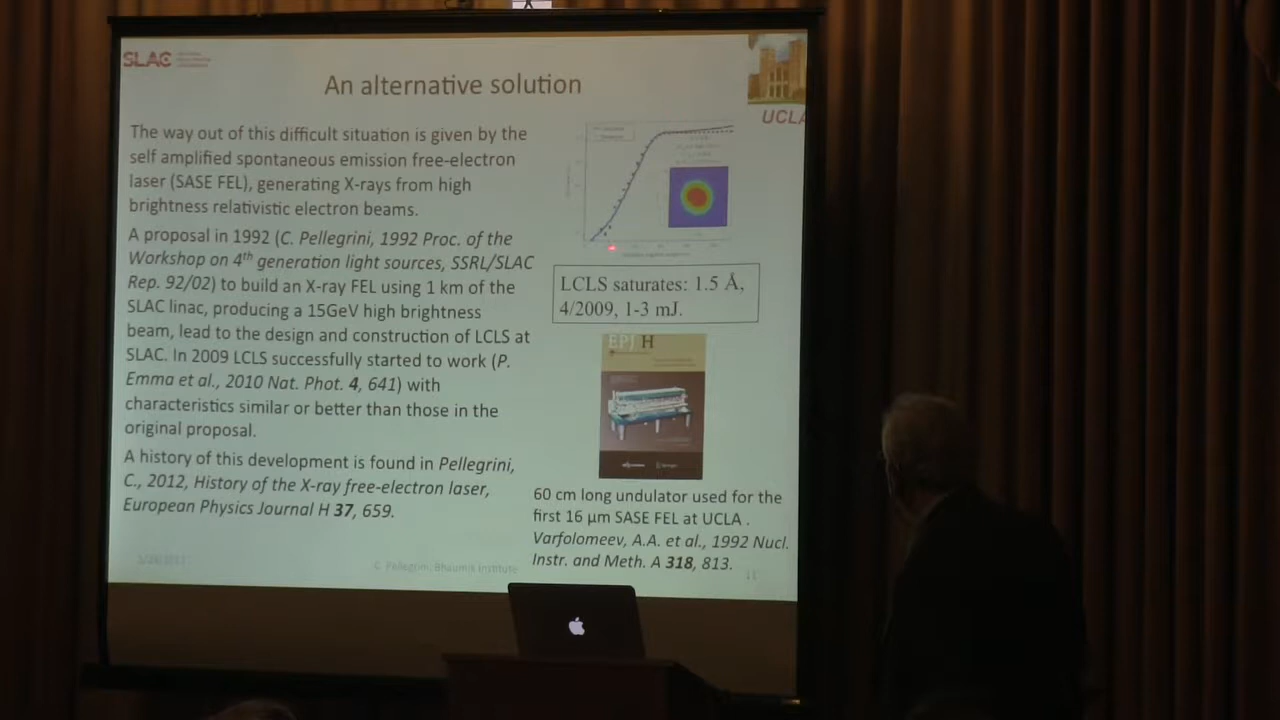 SLAC
An alternative solution
UCLA
The way out of this difficult situation is given by the
self amplified spontaneous emission free-electron
laser (SASE FEL), generating X-rays from high
brightness relativistic electron beams.
A proposal in 1992 (C. Pellegrini, 1992 Proc. of the
Workshop on 4th generation light sources, SSRL/SLAC
Rep. 92/02) to build an X-ray FEL using 1 km of the
SLAC linac, producing a 15GeV high brightness
beam, lead to the design and construction of LCLS at
SLAC. In 2009 LCLS successfully started to work (P.
Emma et al., 2010 Nat. Phot. 4, 641) with
characteristics similar or better than those in the
original proposal.
A history of this development is found in Pellegrini,
C., 2012, History of the X-ray free-electron laser,
European Physics Journal H 37, 659.
LCLS saturates: 1.5 Å,
4/2009, 1-3 mJ.
EPJ H
60 cm long undulator used for the
first 16 µm SASE FEL at UCLA .
Varfolomeev, A.A. et al., 1992 Nucl.
Instr. and Meth. A 318, 813.
C. Pellegrini, Bhaumik Institute
11